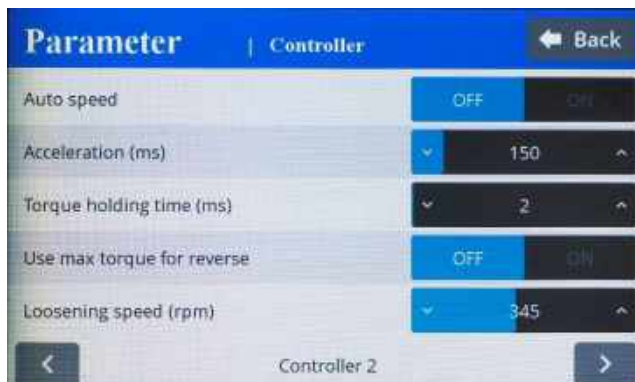 Parameter | Controller Back
Auto speed OFF ON
Acceleration (ms) 150
Torque holding time (ms) 2
Use max torque for reverse OFF ON
Loosening speed (rpm) 345
Controller 2